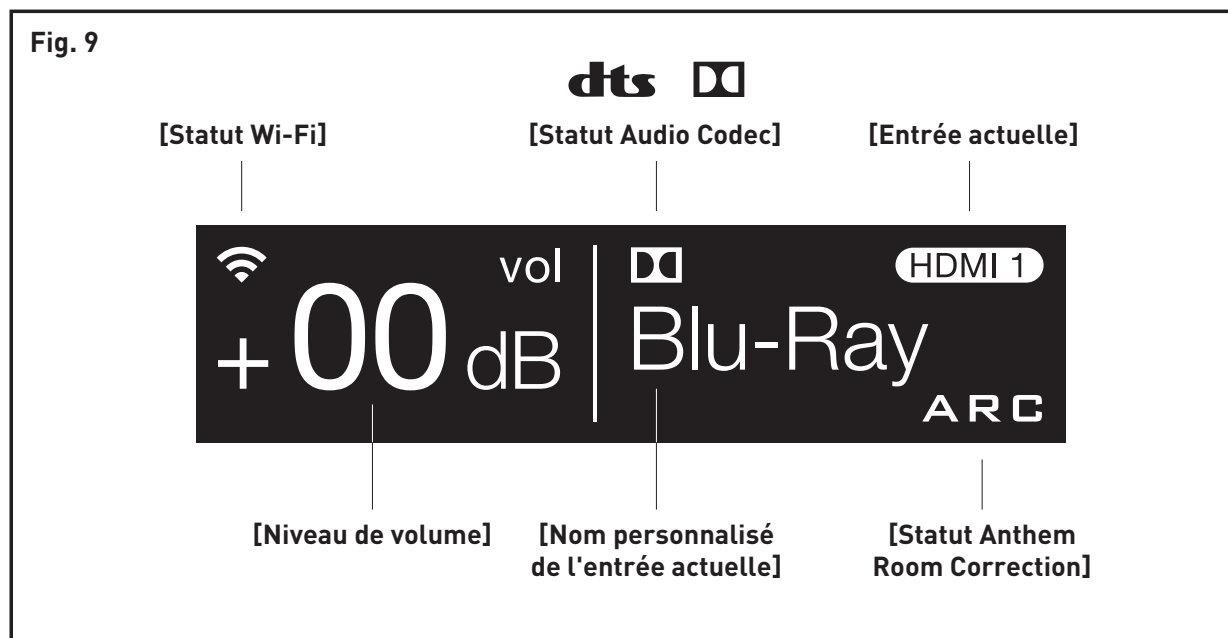 Fig. 9
dts
[Statut Wi-Fi]
[Statut Audio Codec]
[Entrée actuelle]
vol
HDMI 1
+00 dB
Blu-Ray
ARC
[Niveau de volume]
[Nom personnalisé
de l'entrée actuelle]
[Statut Anthem
Room Correction]